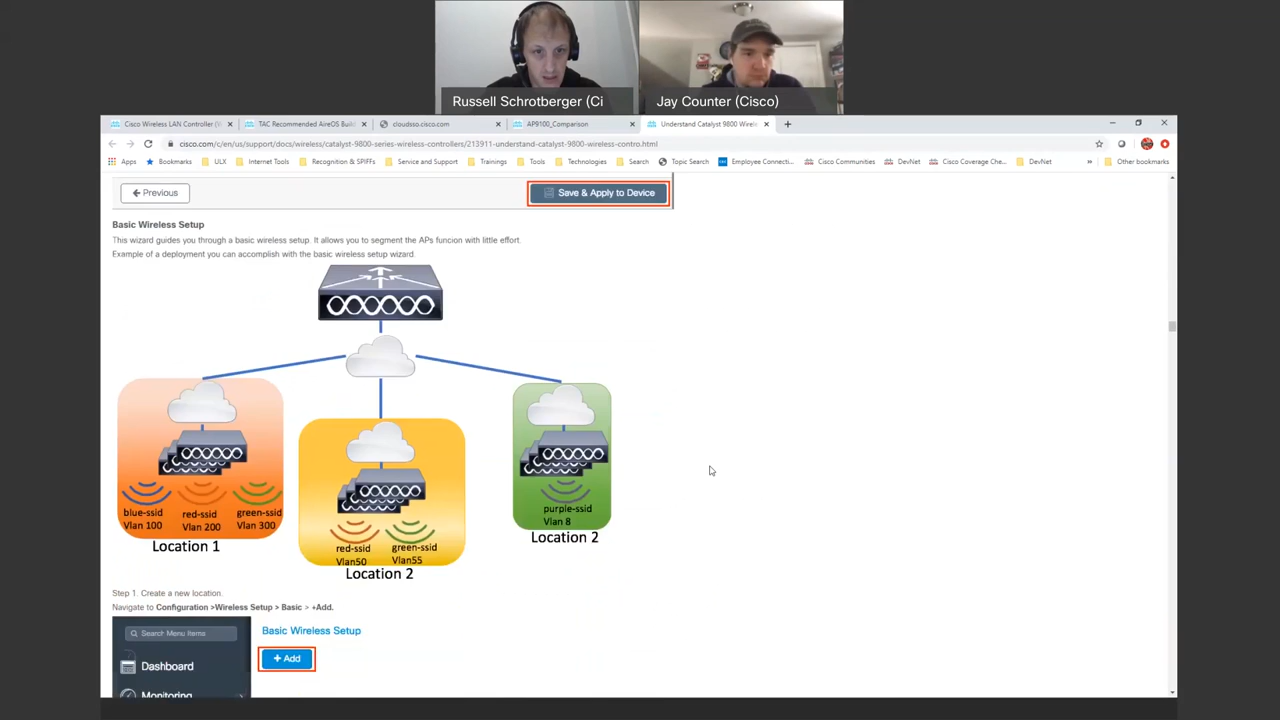 Russell Schrotberger (Ci
Jay Counter (Cisco)
Cisco Wireless LAN Controller (W
TAC Recommended AireOS Build
cloudsso.cisco.com
AP9100_Comparison
Understand Catalyst 9800 Wirele
cisco.com/c/en/us/support/docs/wireless/catalyst-9800-series-wireless-controllers/213911-understand-catalyst-9800-wireless-contro.html
Apps Bookmarks ULX Internet Tools Recognition & SPIFFs Service and Support Trainings Tools Technologies Search Topic Search Employee Connecti... Cisco Communities DevNet Cisco Coverage Che... DevNet » Other bookmarks
Previous
Save & Apply to Device
Basic Wireless Setup
This wizard guides you through a basic wireless setup. It allows you to segment the APs funcion with little effort.
Example of a deployment you can accomplish with the basic wireless setup wizard.
blue-ssid
Vlan 100
red-ssid
Vlan 200
green-ssid
Vlan 300
Location 1
red-ssid
Vlan50
green-ssid
Vlan55
Location 2
purple-ssid
Vlan 8
Location 2
Step 1. Create a new location.
Navigate to Configuration >Wireless Setup > Basic > +Add.
Search Menu Items
Dashboard
Monitoring
Basic Wireless Setup
+ Add